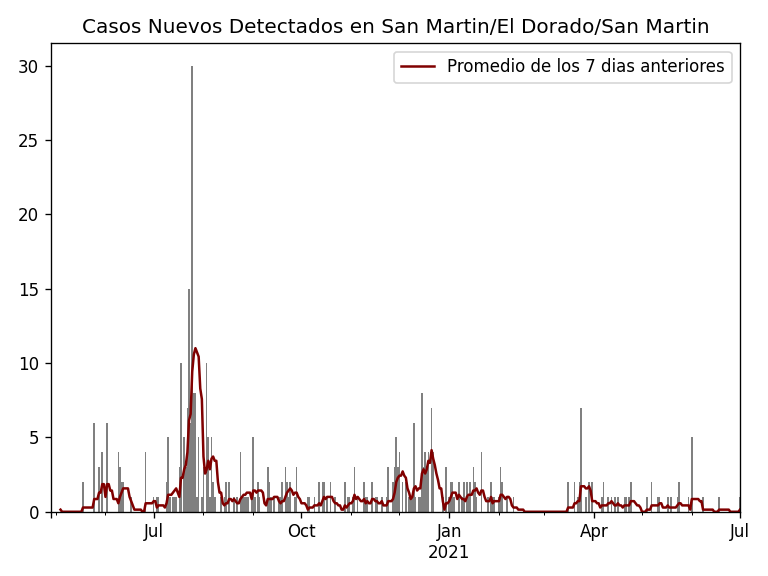 Casos Nuevos Detectados en San Martin/El Dorado/San Martin
Promedio de los 7 dias anteriores
30
25
20
15
10
5
0
Jul Oct Jan Apr Jul
2021